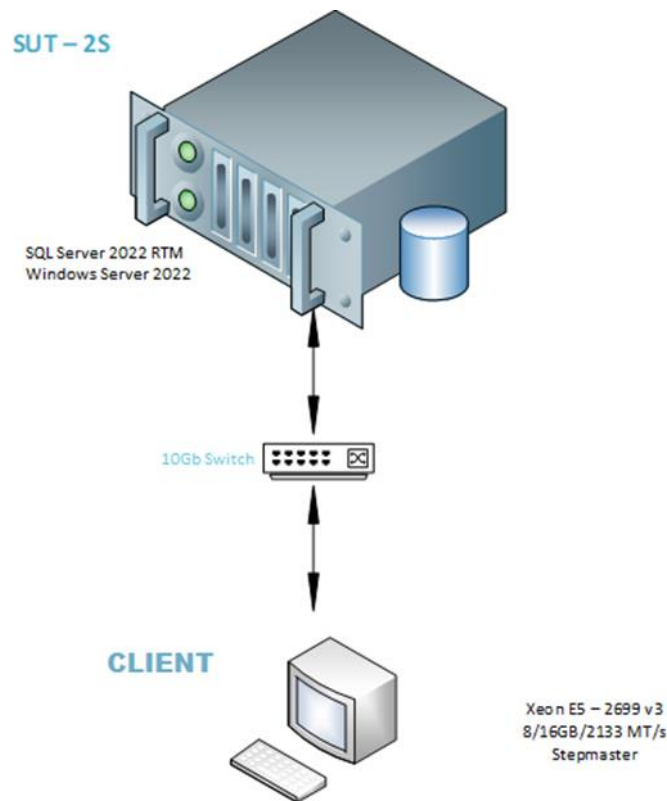 SUT – 2S
SQL Server 2022 RTM
Windows Server 2022
10Gb Switch
CLIENT
Xeon E5 – 2699 v3
8/16GB/2133 MT/s
Stepmaster